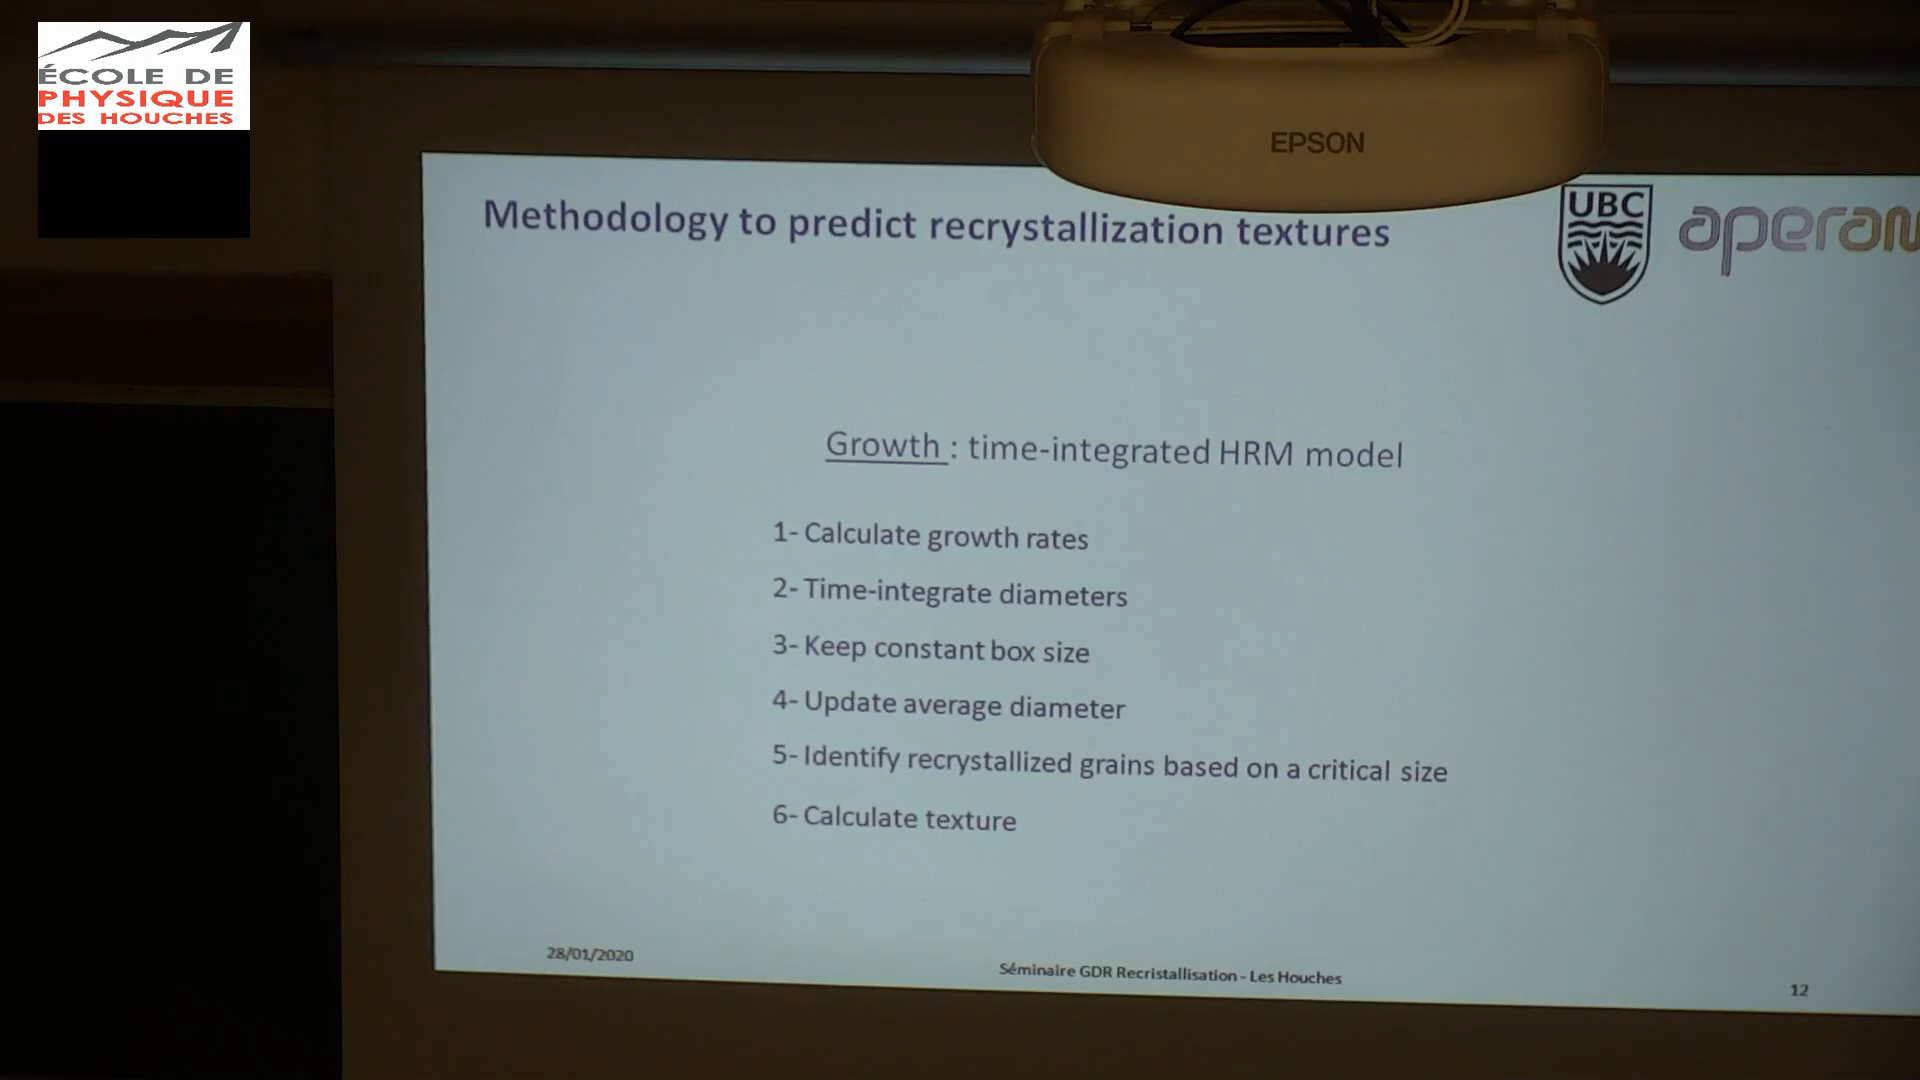 ÉCOLE DE
PHYSIQUE
DES HOUCHES
EPSON
Methodology to predict recrystallization textures
UBC
aperam
Growth : time-integrated HRM model
1- Calculate growth rates
2- Time-integrate diameters
3- Keep constant box size
4- Update average diameter
5- Identify recrystallized grains based on a critical size
6- Calculate texture
28/01/2020
Séminaire GDR Recristallisation - Les Houches
12